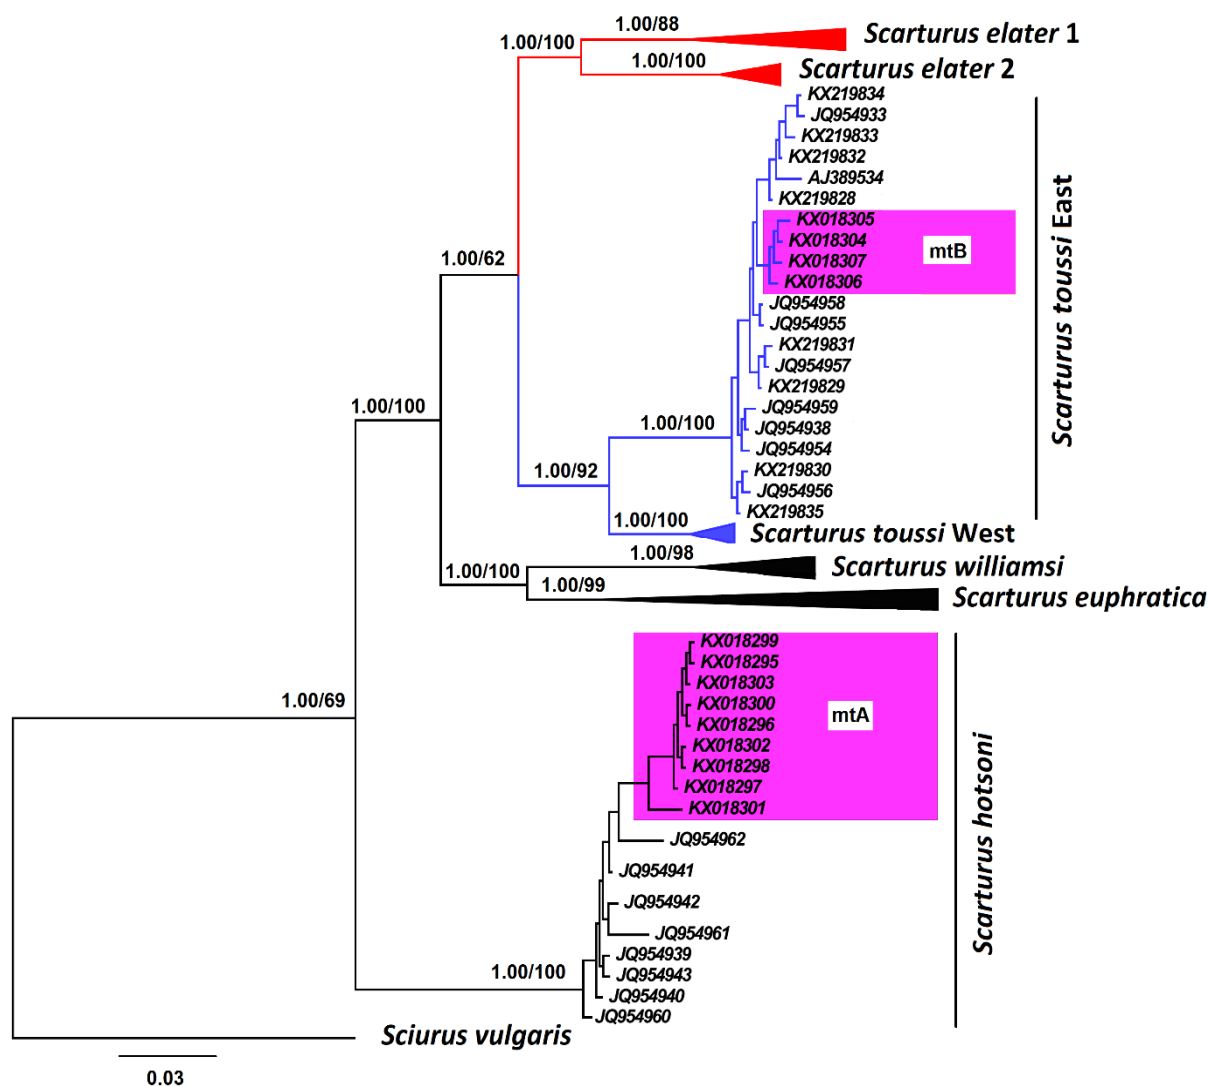 1.00/88
Scarturus elater 1
1.00/100
1.00/100
Scarturus elater 2
KX219834
JQ954933
KX219833
KX219832
AJ389534
KX219828
KX018305
KX018304
mtB
KX018307
KX018306
1.00/62
JQ954958
JQ954955
KX219831
JQ954957
KX219829
1.00/100
JQ954959
JQ954938
1.00/100
JQ954954
KX219830
1.00/92
JQ954956
KX219835
Scarturus toussi East
1.00/100
Scarturus toussi West
1.00/98
Scarturus williamsi
1.00/100
1.00/99
Scarturus euphratica
KX018299
KX018295
KX018303
1.00/69
KX018300
mtA
KX018296
KX018302
KX018298
KX018297
KX018301
JQ954962
JQ954941
JQ954942
JQ954961
JQ954939
1.00/100
JQ954943
JQ954940
JQ954960
Scarturus hotsoni
Sciurus vulgaris
0.03